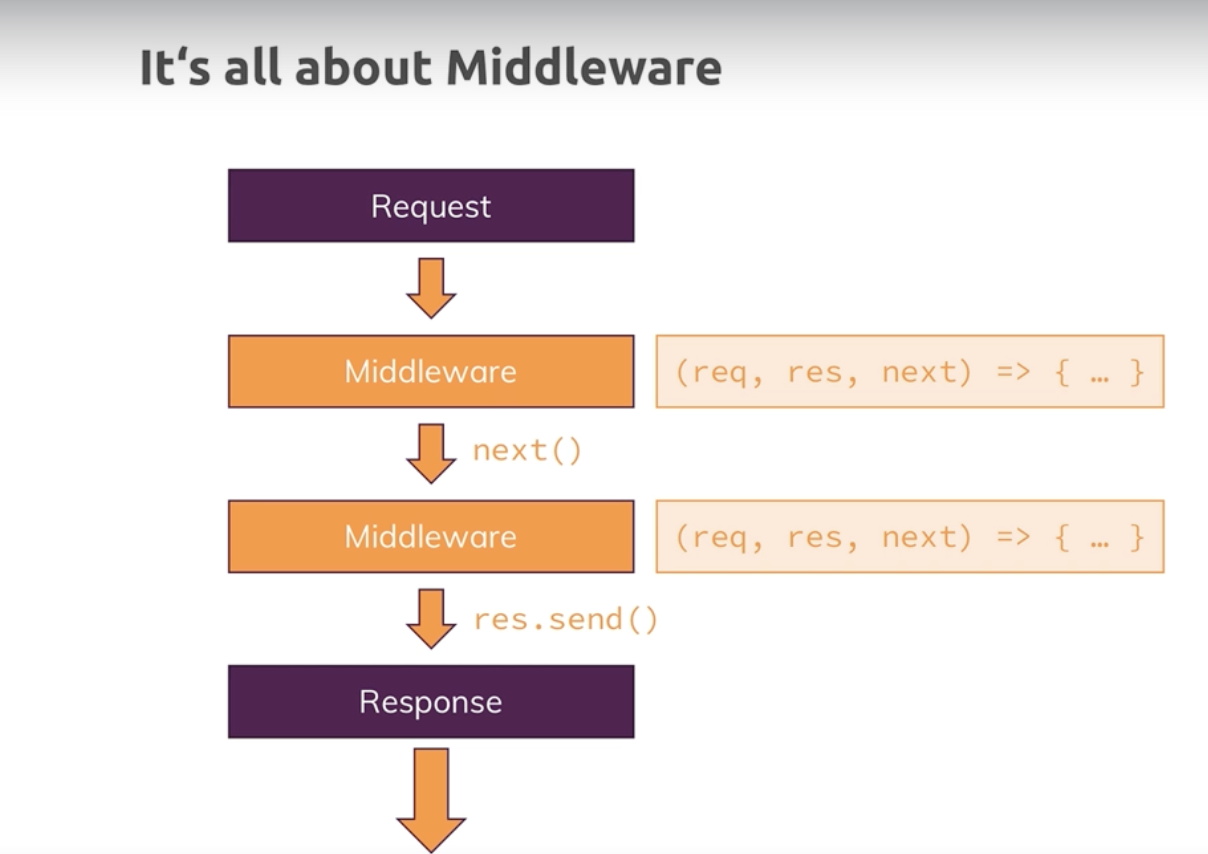 It‘s all about Middleware
Request
Middleware
(req, res, next) => { … }
next()
Middleware
(req, res, next) => { … }
res.send()
Response